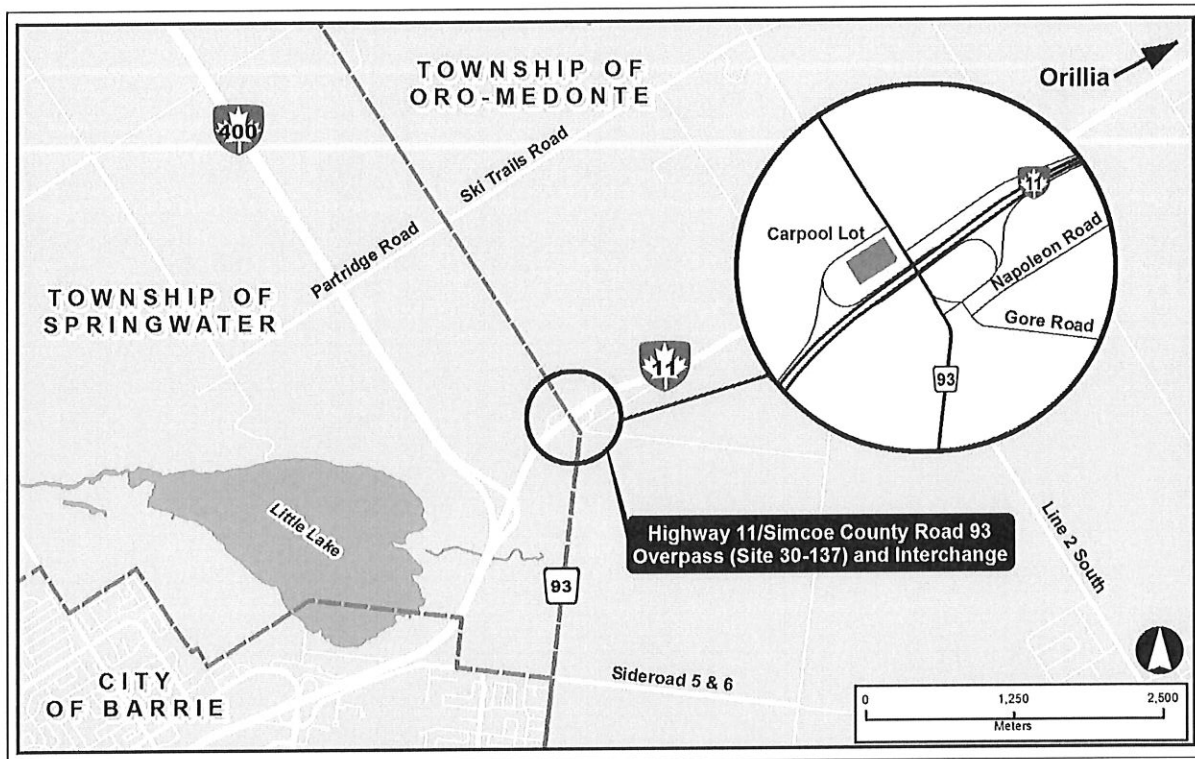 TOWNSHIP OF
ORO-MEDONTE
Orillia
400
Ski Trails Road
11
Carpool Lot
Napoleon Road
Partridge Road
TOWNSHIP OF
SPRINGWATER
Gore Road
11
93
Little Lake
Highway 11/Simcoe County Road 93
Overpass (Site 30-137) and Interchange
Line 2 South
93
CITY
OF BARRIE
Sideroad 5 & 6
0 1,250 2,500
Meters